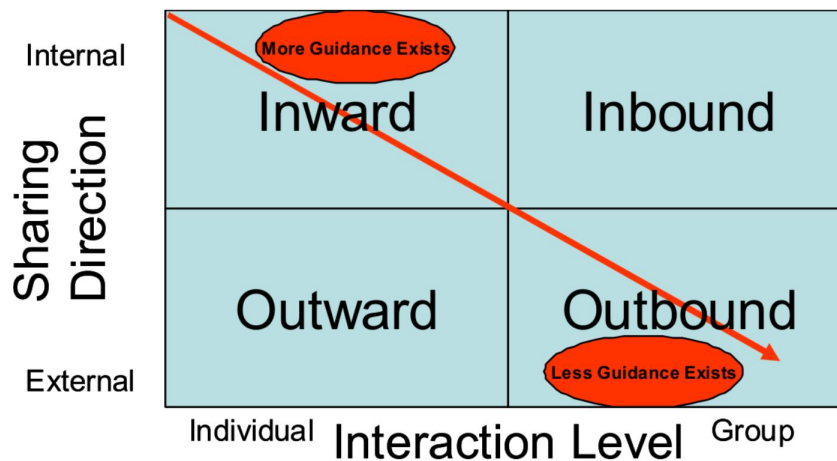 More Guidance Exists
Internal
Inward
Inbound
Sharing
Direction
Outward
Outbound
Less Guidance Exists
External
Individual
Interaction Level
Group